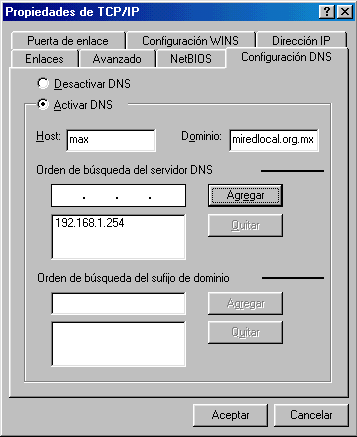 Propiedades de TCP/IP
Puerta de enlace Configuración WINS Dirección IP
Enlaces Avanzado NetBIOS Configuración DNS
Desactivar DNS
Activar DNS
Host: max Dominio: miredlocal.org.mx
Orden de búsqueda del servidor DNS
. . . Agregar
192.168.1.254 Quitar
Orden de búsqueda del sufijo de dominio
Agregar
Quitar
Aceptar Cancelar